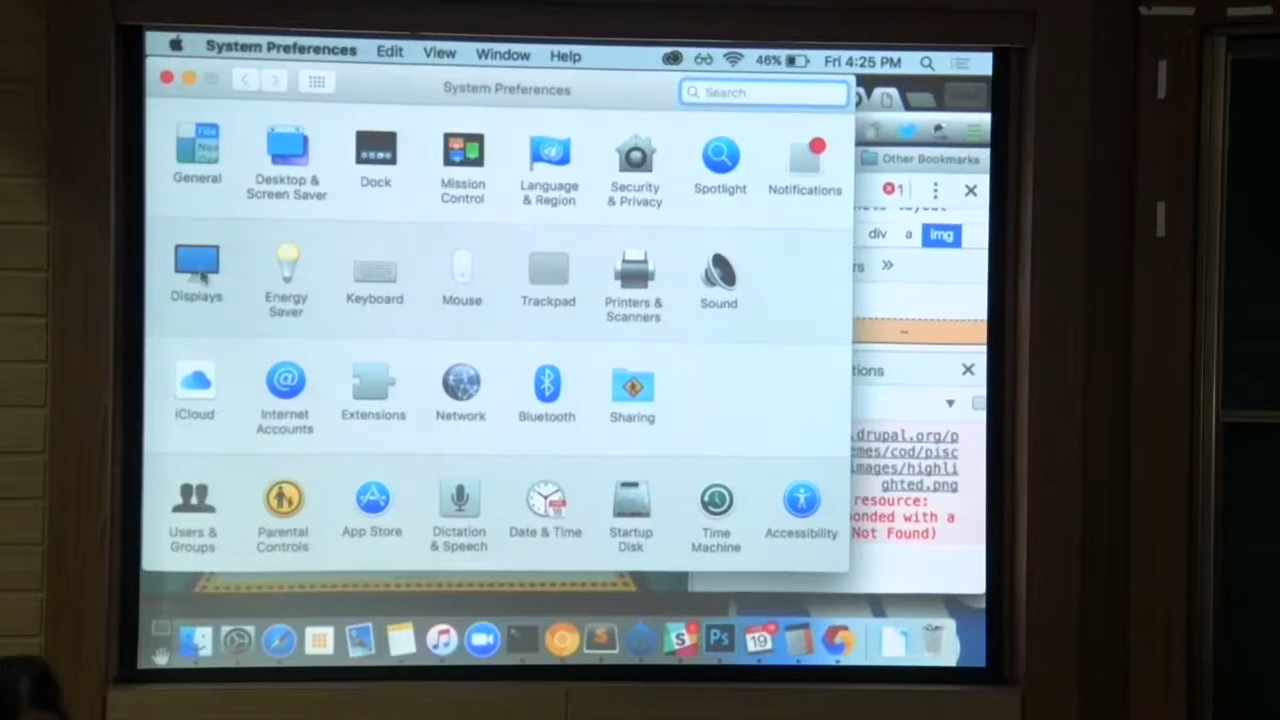 System Preferences Edit View Window Help 46% Fri 4:25 PM
System Preferences
Search
General
Desktop &
Screen Saver
Dock
Mission
Control
Language
& Region
Security
& Privacy
Spotlight
Notifications
Displays
Energy
Saver
Keyboard
Mouse
Trackpad
Printers &
Scanners
Sound
iCloud
Internet
Accounts
Extensions
Network
Bluetooth
Sharing
Users &
Groups
Parental
Controls
App Store
Dictation
& Speech
Date & Time
Startup
Disk
Time
Machine
Accessibility
Other Bookmarks
1
div a img
rs
tions
.drupal.org/p
emes/cod/pisc
images/highli
ghted.png
resource:
onded with a
Not Found)
Ps
19